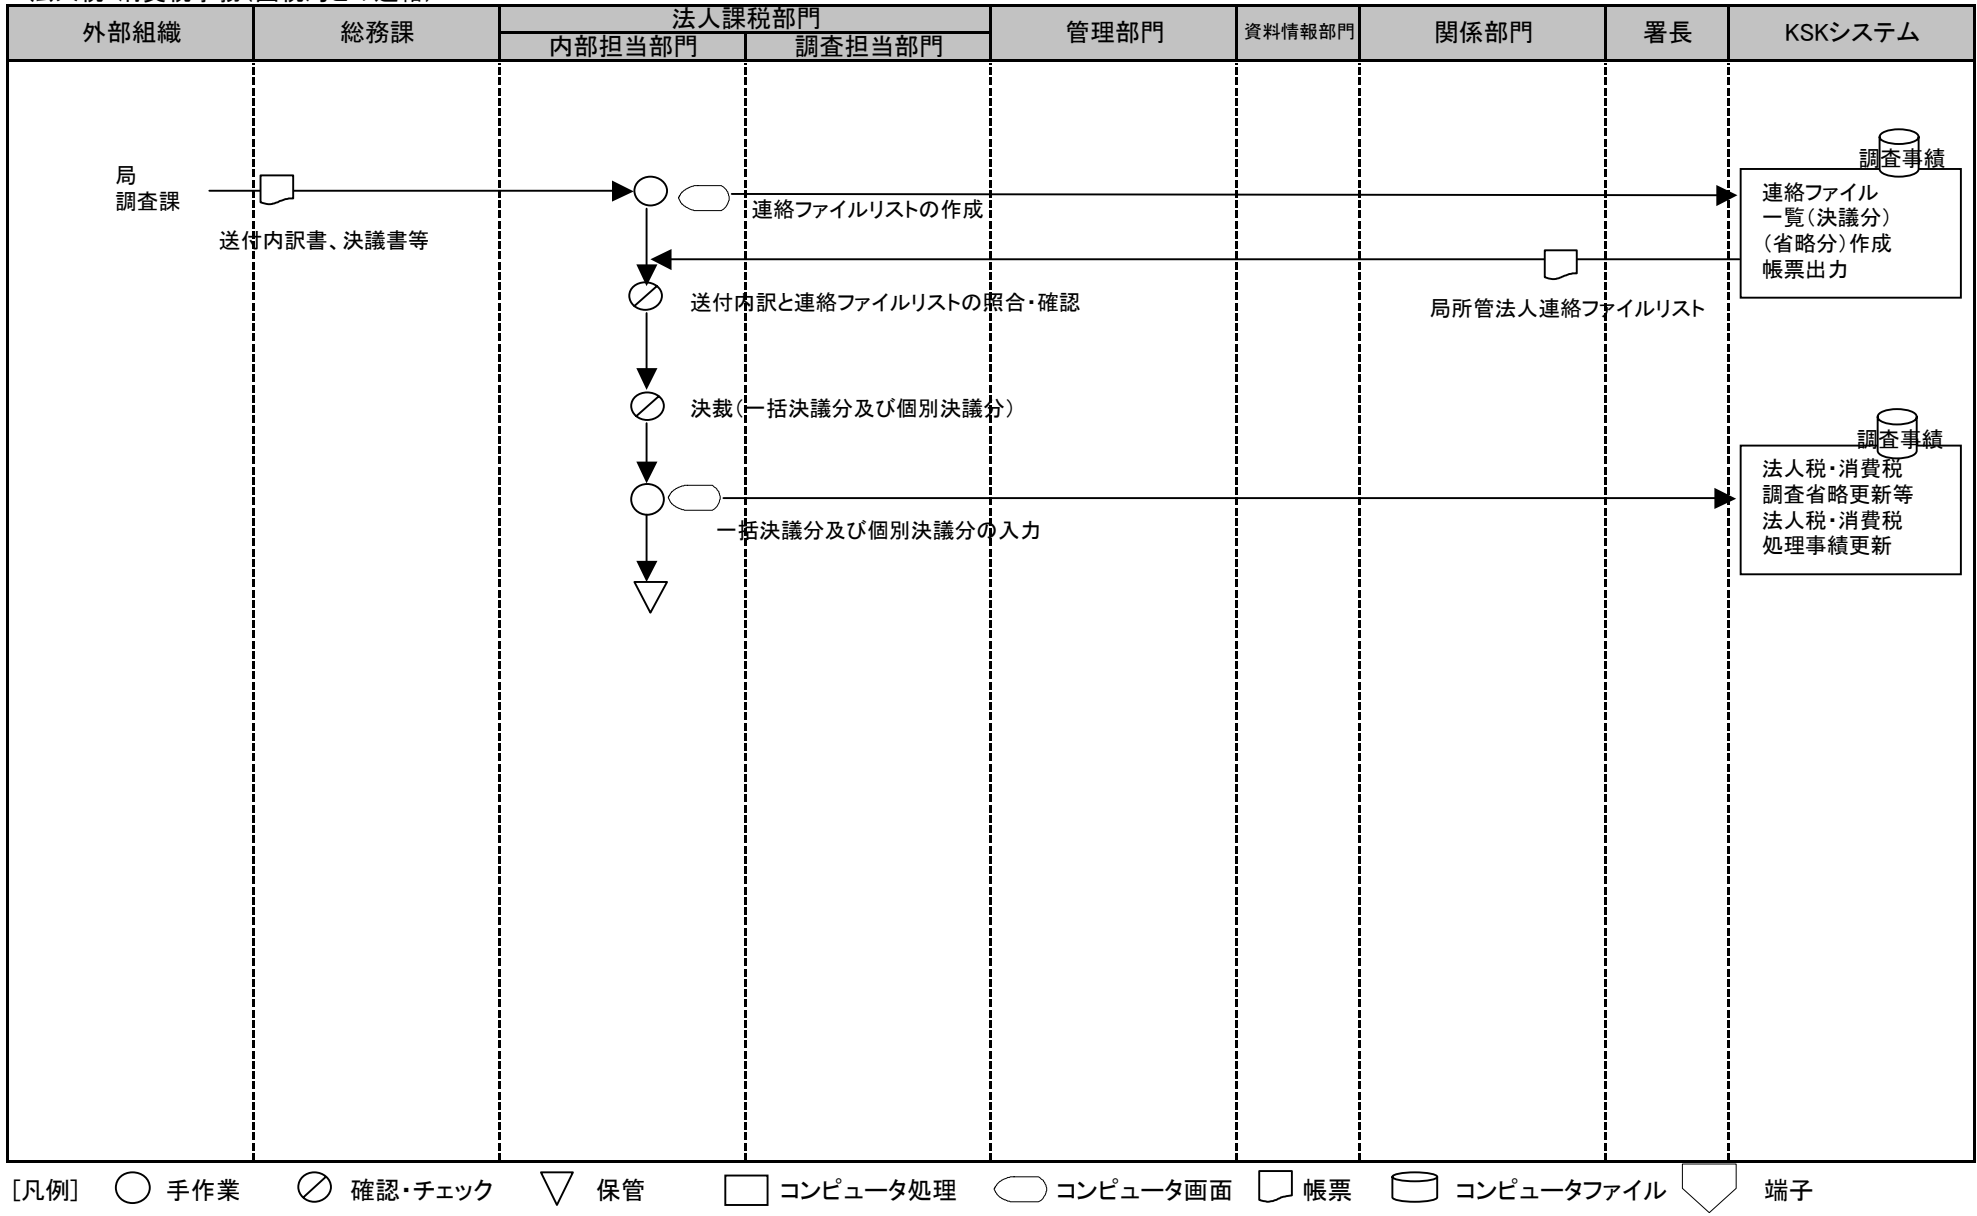 外部組織
総務課
法人課税部門
内部担当部門
調査担当部門
管理部門
資料情報部門
関係部門
署長
KSKシステム
局
調査課
送付内訳書、決議書等
連絡ファイルリストの作成
調査事績
連絡ファイル
一覧（決議分）
（省略分）作成
帳票出力
送付内訳と連絡ファイルリストの照合・確認
局所管法人連絡ファイルリスト
決裁（一括決議分及び個別決議分）
一括決議分及び個別決議分の入力
調査事績
法人税・消費税
調査省略更新等
法人税・消費税
処理事績更新
[凡例]
手作業
確認・チェック
保管
コンピュータ処理
コンピュータ画面
帳票
コンピュータファイル
端子